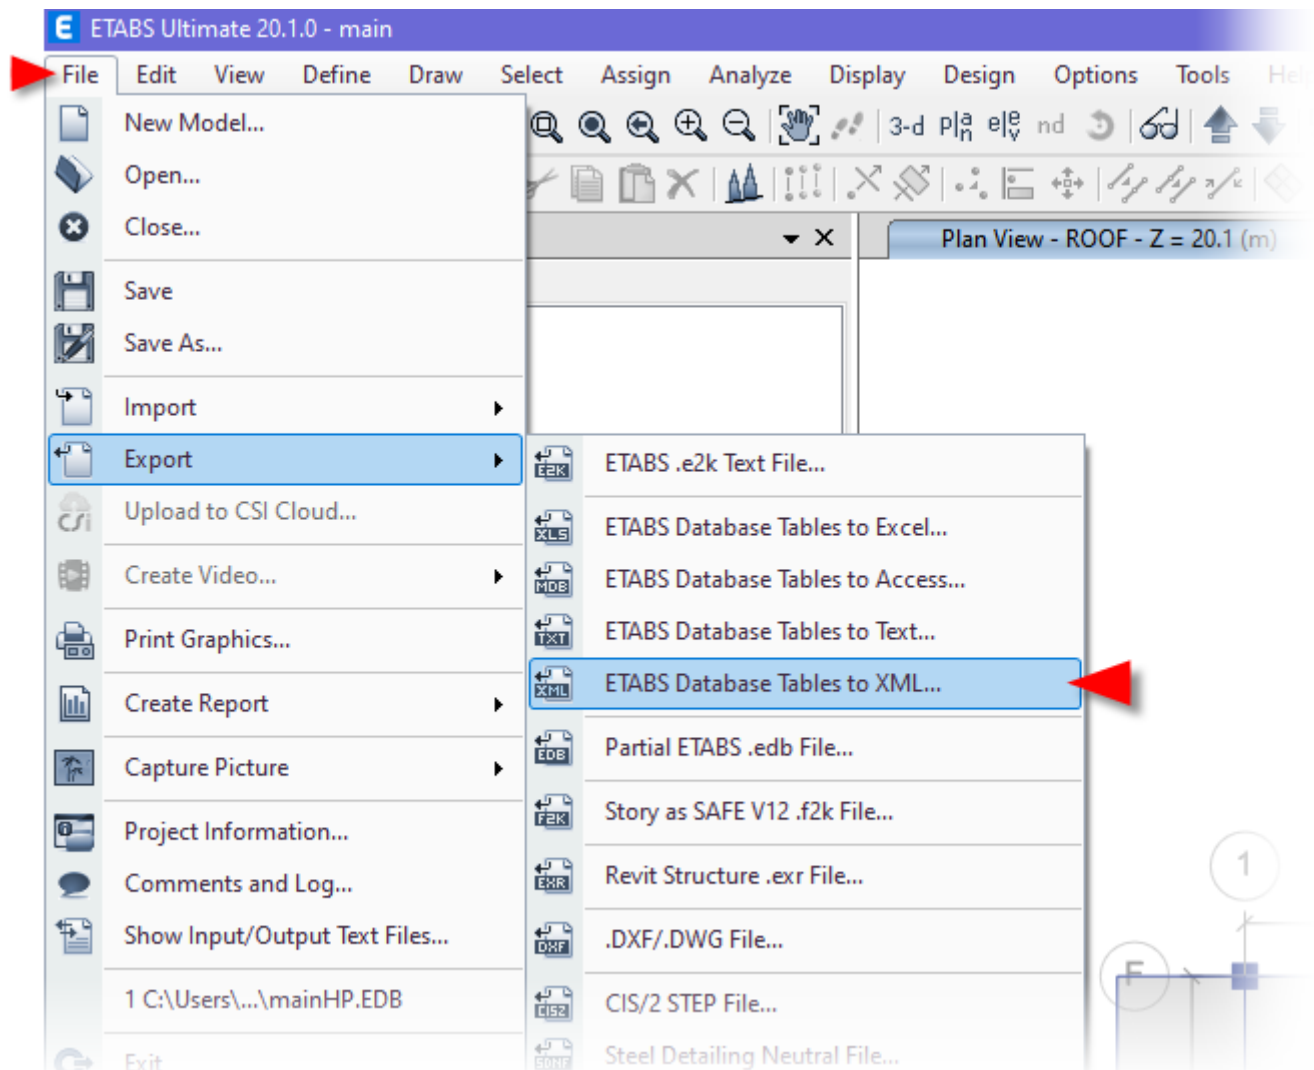 E ETABS Ultimate 20.1.0 - main
File Edit View Define Draw Select Assign Analyze Display Design Options Tools Help
New Model...
3-d pla n ele v nd
Open...
Close...
Plan View - ROOF - Z = 20.1 (m)
Save
Save As...
Import
Export
E2K ETABS .e2k Text File...
CSi Upload to CSI Cloud...
XLS ETABS Database Tables to Excel...
Create Video...
MDB ETABS Database Tables to Access...
Print Graphics...
TXT ETABS Database Tables to Text...
Create Report
XML ETABS Database Tables to XML...
EDB Partial ETABS .edb File...
Capture Picture
F2K Story as SAFE V12 .f2k File...
Project Information...
EXR Revit Structure .exr File...
Comments and Log...
Show Input/Output Text Files...
DXF .DXF/.DWG File...
1 C:\Users\...\mainHP.EDB
CIS2 CIS/2 STEP File...
Exit
SDNF Steel Detailing Neutral File...
1
F